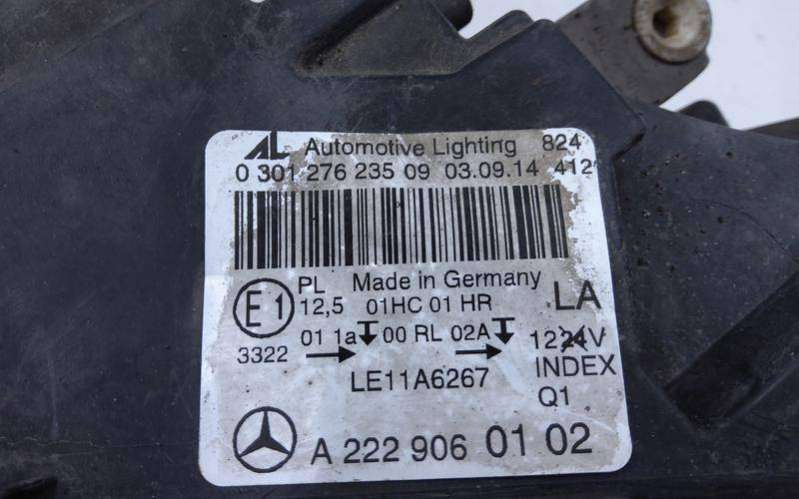 AL Automotive Lighting 824
0 301 276 235 09 03.09.14 412
PL Made in Germany
E1 12,5 01HC 01 HR LA
01 1a 00 RL 02A 1224V
3322 → → INDEX
LE11A6267 Q1
A 222 906 01 02